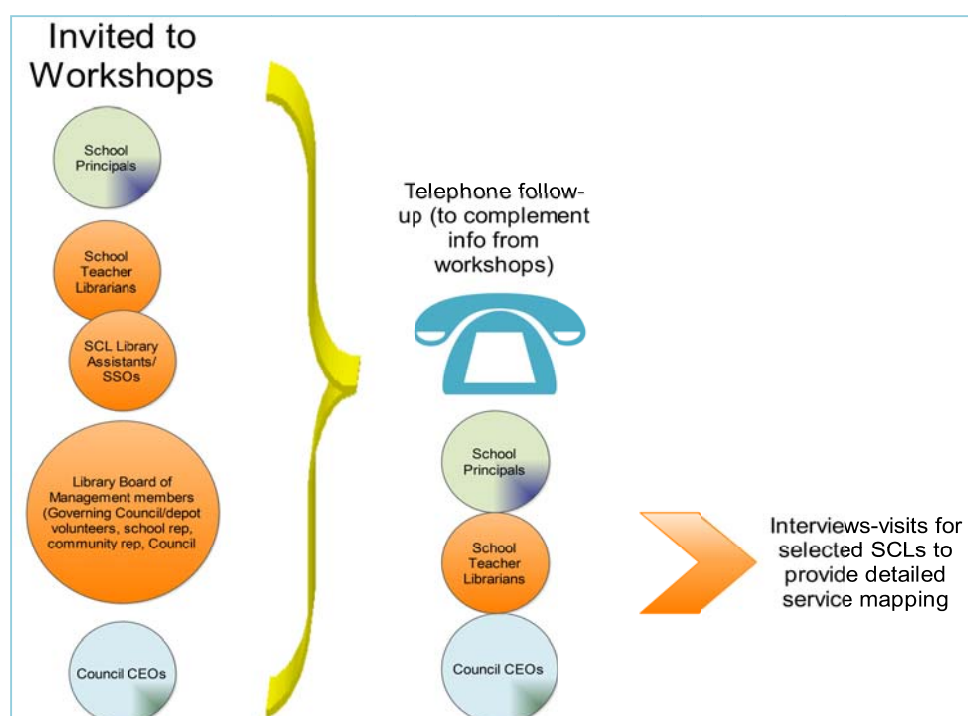 Invited to
Workshops
School
Principals
School
Teacher
Librarians
SCL Library
Assistants/
SSOs
Library Board of
Management members
(Governing Council/depot
volunteers, school rep,
community rep, Council
Council CEOs
Telephone follow-
up (to complement
info from
workshops)
School
Principals
School
Teacher
Librarians
Council CEOs
Interviews-visits for
selected SCLs to
provide detailed
service mapping